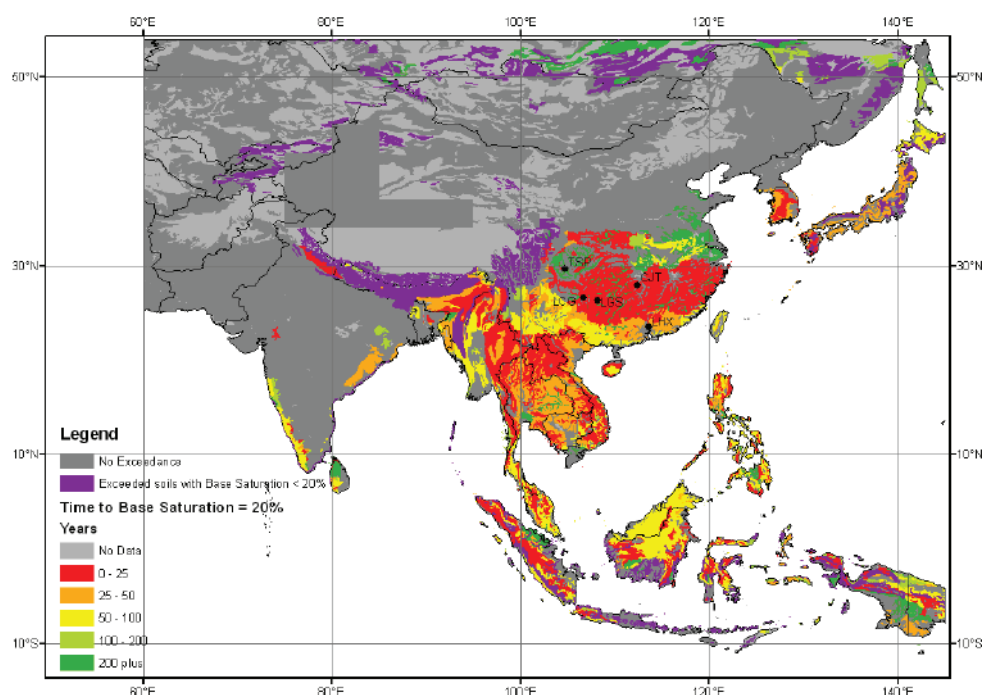 60°E 80°E 100°E 120°E 140°E
50°N 50°N
30°N 30°N
TSP
CJT
LCG LGS
HK
10°N 10°N
Legend
No Exceedance
Exceeded soils with Base Saturation < 20%
Time to Base Saturation = 20%
Years
No Data
0 - 25
25 - 50
50 - 100
100 - 200
200 plus
10°S 10°S
60°E 80°E 100°E 120°E 140°E